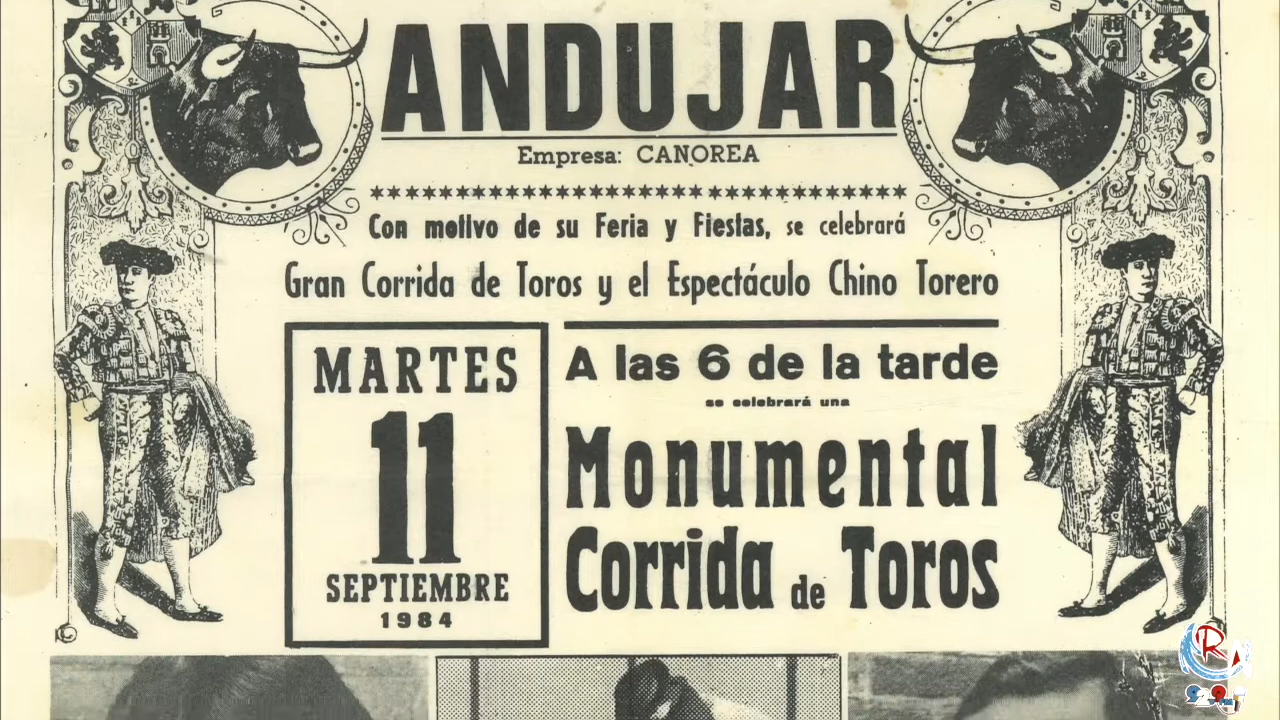 ANDUJAR
Empresa: CANOREA
Con motivo de su Feria y Fiestas, se celebrará
Gran Corrida de Toros y el Espectáculo Chino Torero
MARTES
11
SEPTIEMBRE
1984
A las 6 de la tarde
se celebrará una
Monumental
Corrida de Toros